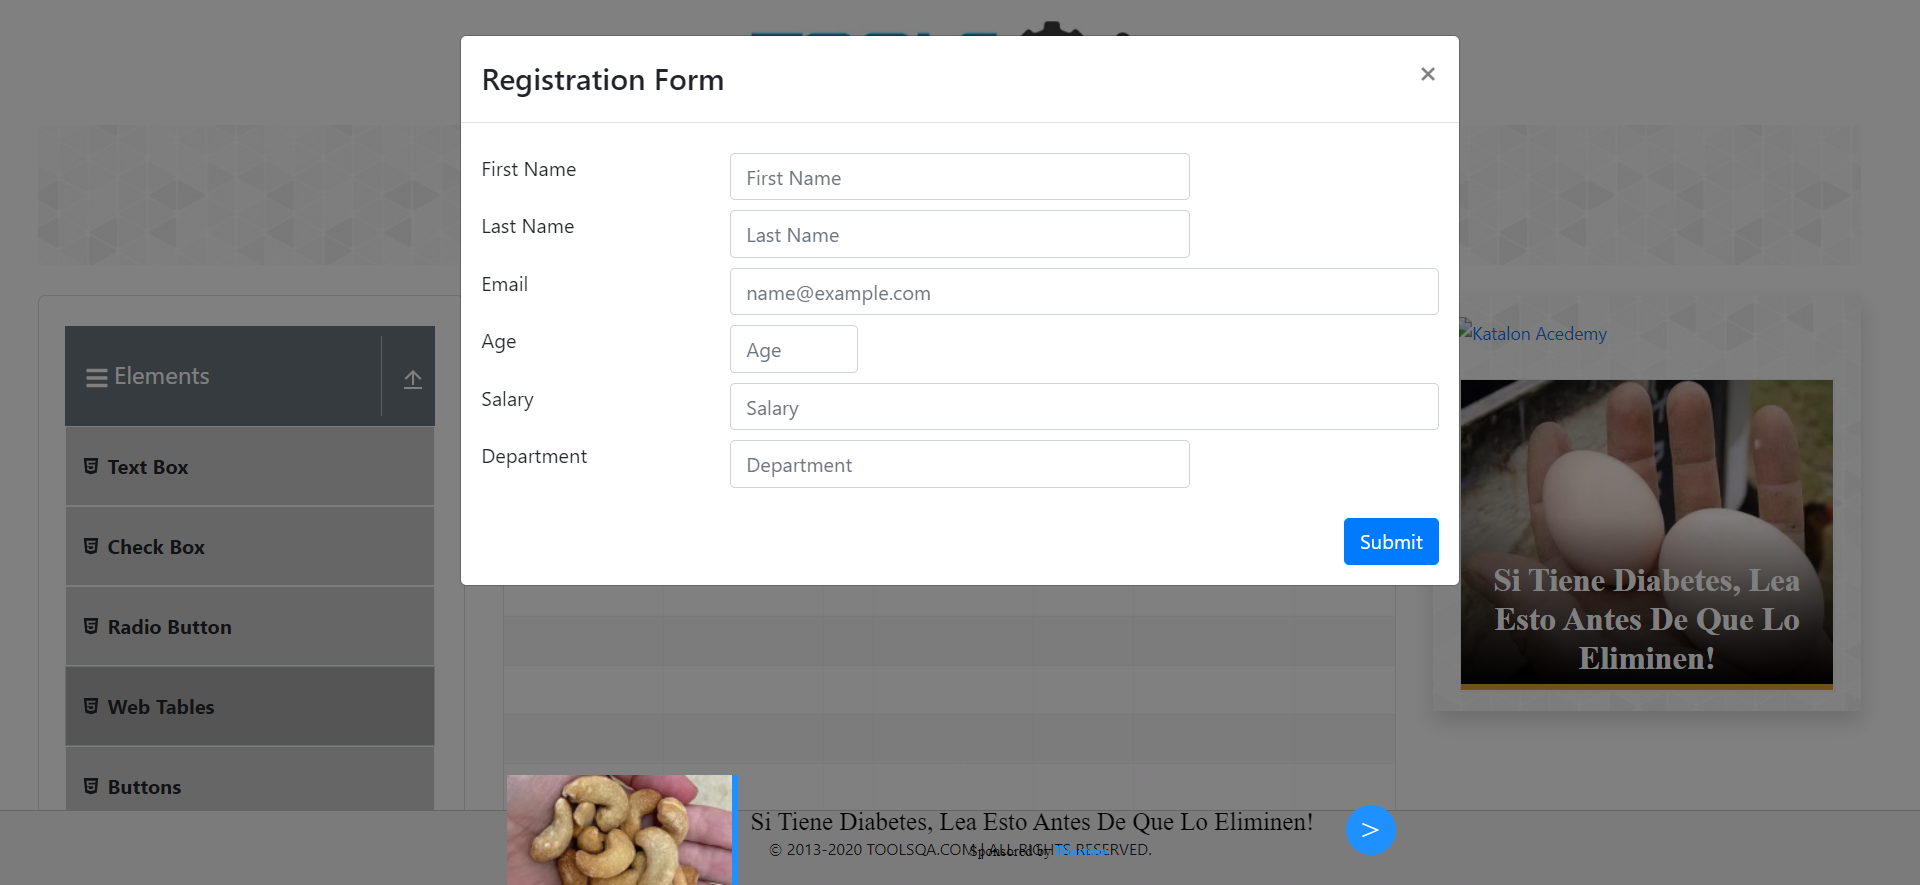 Registration Form
×
First Name
First Name
Last Name
Last Name
Email
name@example.com
Age
Age
Salary
Salary
Department
Department
Submit
Elements
Text Box
Check Box
Radio Button
Web Tables
Buttons
Katalon Acedemy
Si Tiene Diabetes, Lea
Esto Antes De Que Lo
Eliminen!
Si Tiene Diabetes, Lea Esto Antes De Que Lo Eliminen!
>
© 2013-2020 TOOLSQA.COM | ALL RIGHTS RESERVED.
Sponsored by